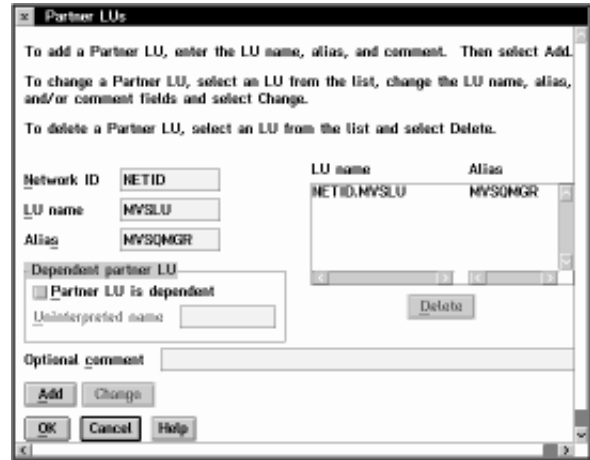 Partner LUs
To add a Partner LU, enter the LU name, alias, and comment. Then select Add.
To change a Partner LU, select an LU from the list, change the LU name, alias,
and/or comment fields and select Change.
To delete a Partner LU, select an LU from the list and select Delete.
Network ID NETID
LU name MVSLU
Alias MVSQMGR
LU name Alias
NETID.MVSLU MVSQMGR
Dependent partner LU
Partner LU is dependent
Uninterpreted name
Delete
Optional comment
Add Change
OK Cancel Help